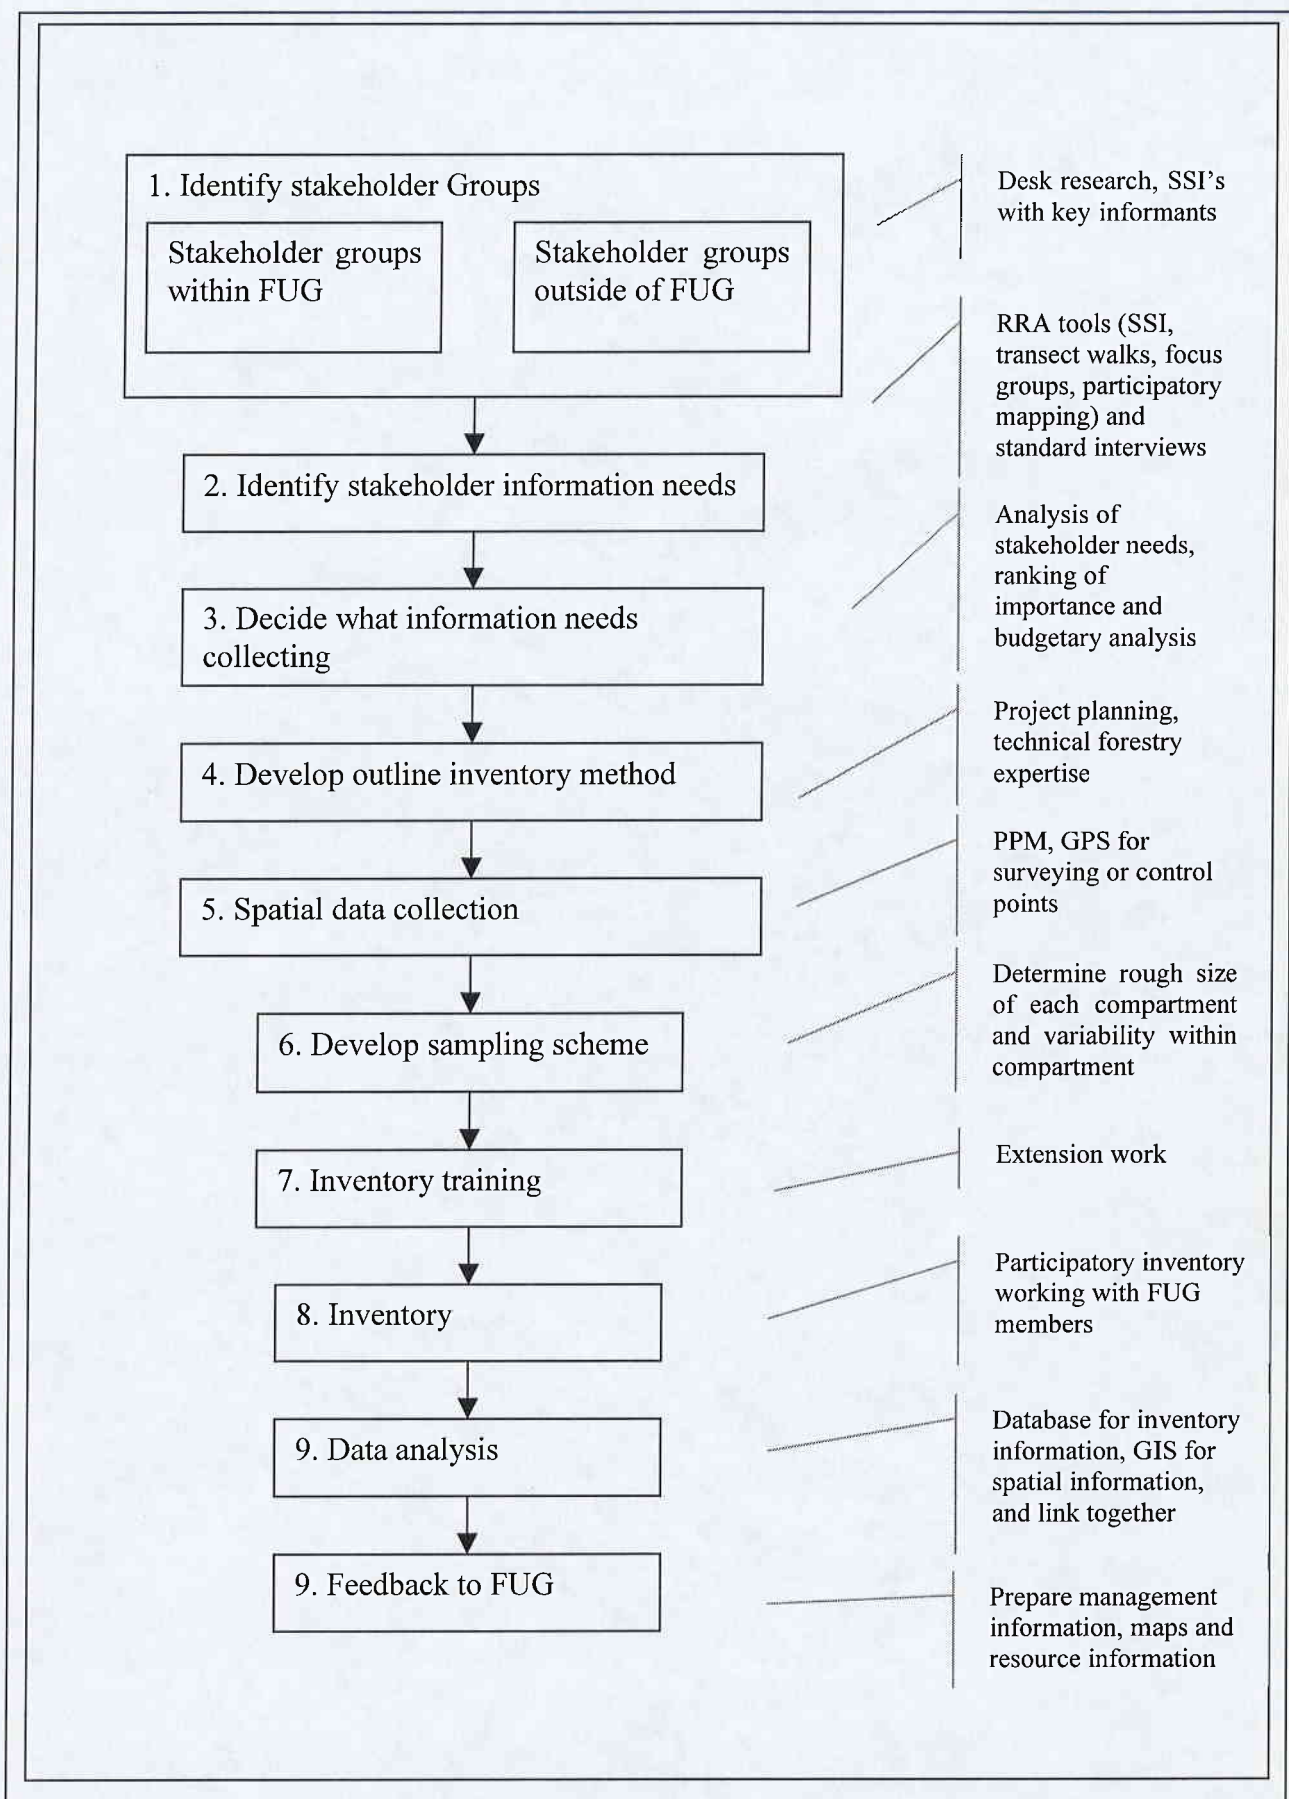 1. Identify stakeholder Groups
Stakeholder groups
within FUG
Stakeholder groups
outside of FUG
Desk research, SSI's
with key informants
2. Identify stakeholder information needs
RRA tools (SSI,
transect walks, focus
groups, participatory
mapping) and
standard interviews
3. Decide what information needs
collecting
Analysis of
stakeholder needs,
ranking of
importance and
budgetary analysis
4. Develop outline inventory method
Project planning,
technical forestry
expertise
5. Spatial data collection
PPM, GPS for
surveying or control
points
6. Develop sampling scheme
Determine rough size
of each compartment
and variability within
compartment
7. Inventory training
Extension work
8. Inventory
Participatory inventory
working with FUG
members
9. Data analysis
Database for inventory
information, GIS for
spatial information,
and link together
9. Feedback to FUG
Prepare management
information, maps and
resource information